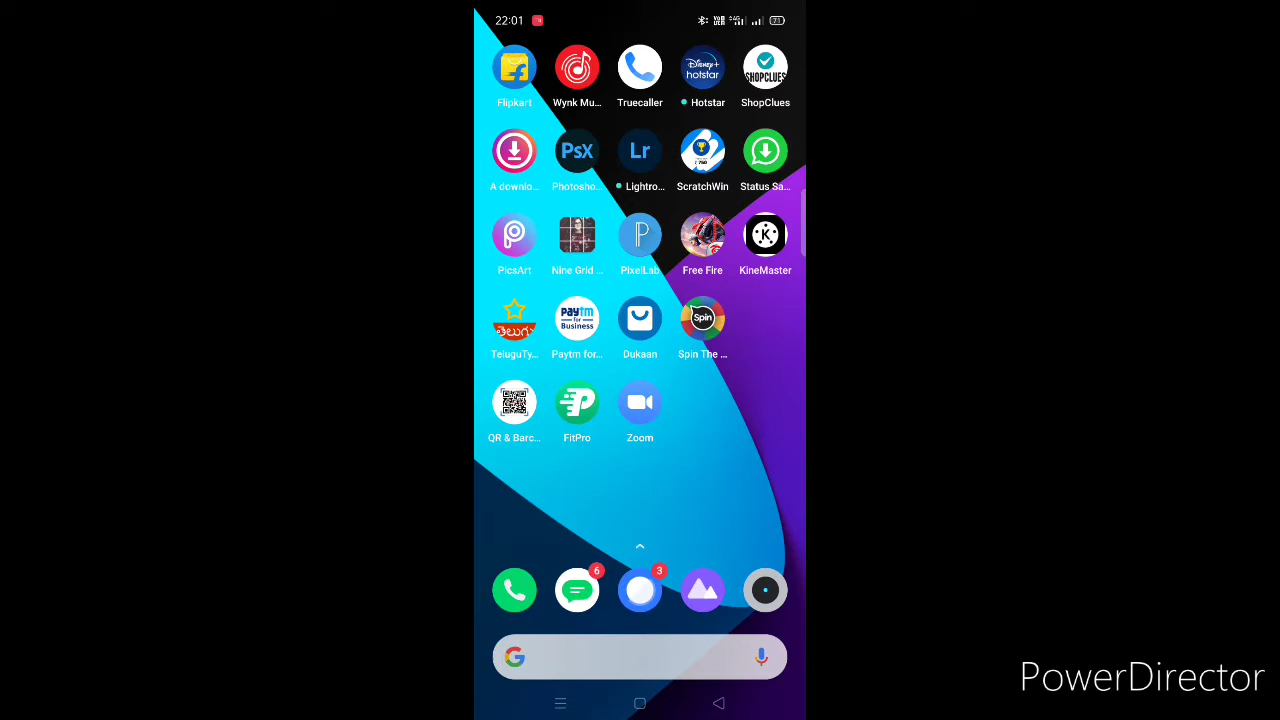 22:01
71
Flipkart
Wynk Mu...
Truecaller
Disney+
hotstar
Hotstar
SHOPCLUES
ShopClues
A downlo...
PsX
Photosho...
Lr
Lightro...
ScratchWin
Status Sa...
PicsArt
Nine Grid ...
P
PixelLab
Free Fire
K
KineMaster
తెలుగు
TeluguTy...
paytm
for
Business
Paytm for...
Dukaan
Spin
Spin The ...
QR & Barc...
FitPro
Zoom
6
3
G
PowerDirector